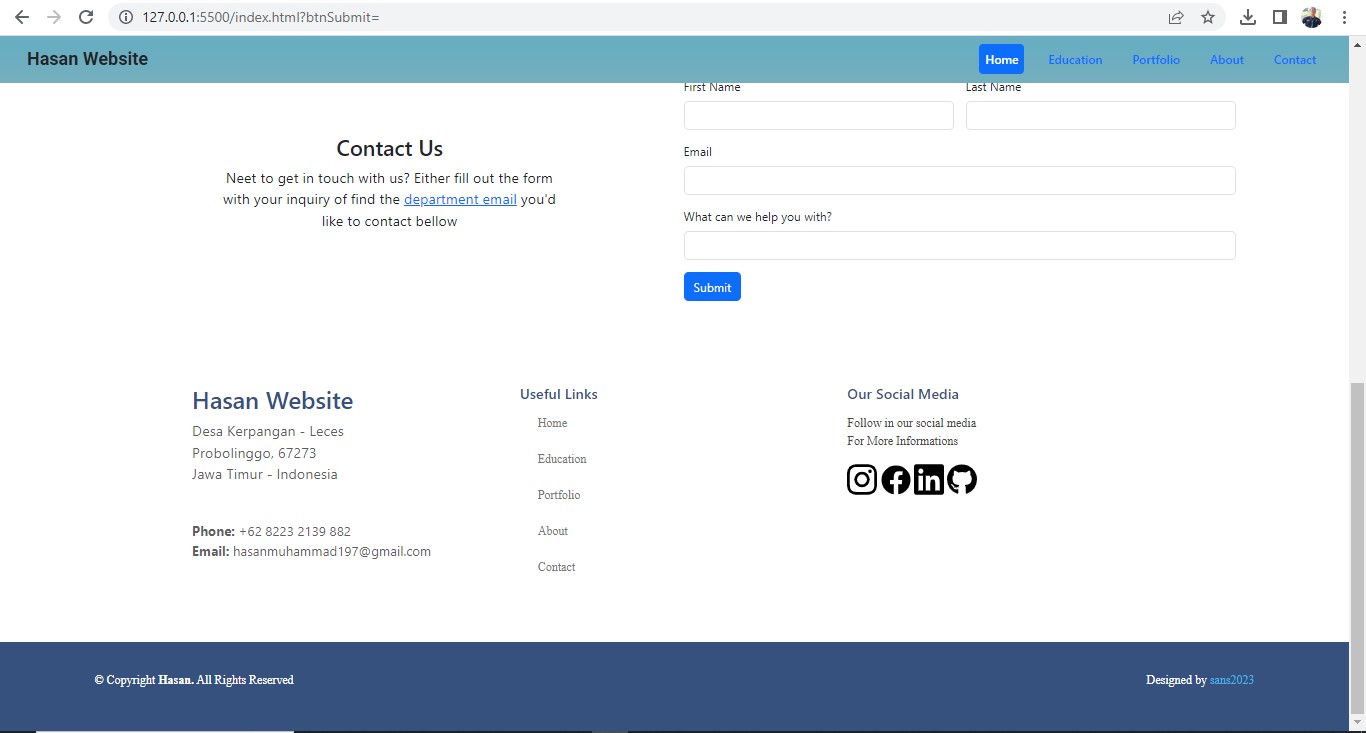 127.0.0.1:5500/index.html?btnSubmit=
Hasan Website
Home Education Portfolio About Contact
First Name Last Name
Contact Us
Neet to get in touch with us? Either fill out the form
with your inquiry of find the department email you'd
like to contact bellow
Email
What can we help you with?
Submit
Hasan Website
Desa Kerpangan - Leces
Probolinggo, 67273
Jawa Timur - Indonesia
Phone: +62 8223 2139 882
Email: hasanmuhammad197@gmail.com
Useful Links
Home
Education
Portfolio
About
Contact
Our Social Media
Follow in our social media
For More Informations
© Copyright Hasan. All Rights Reserved
Designed by sans2023